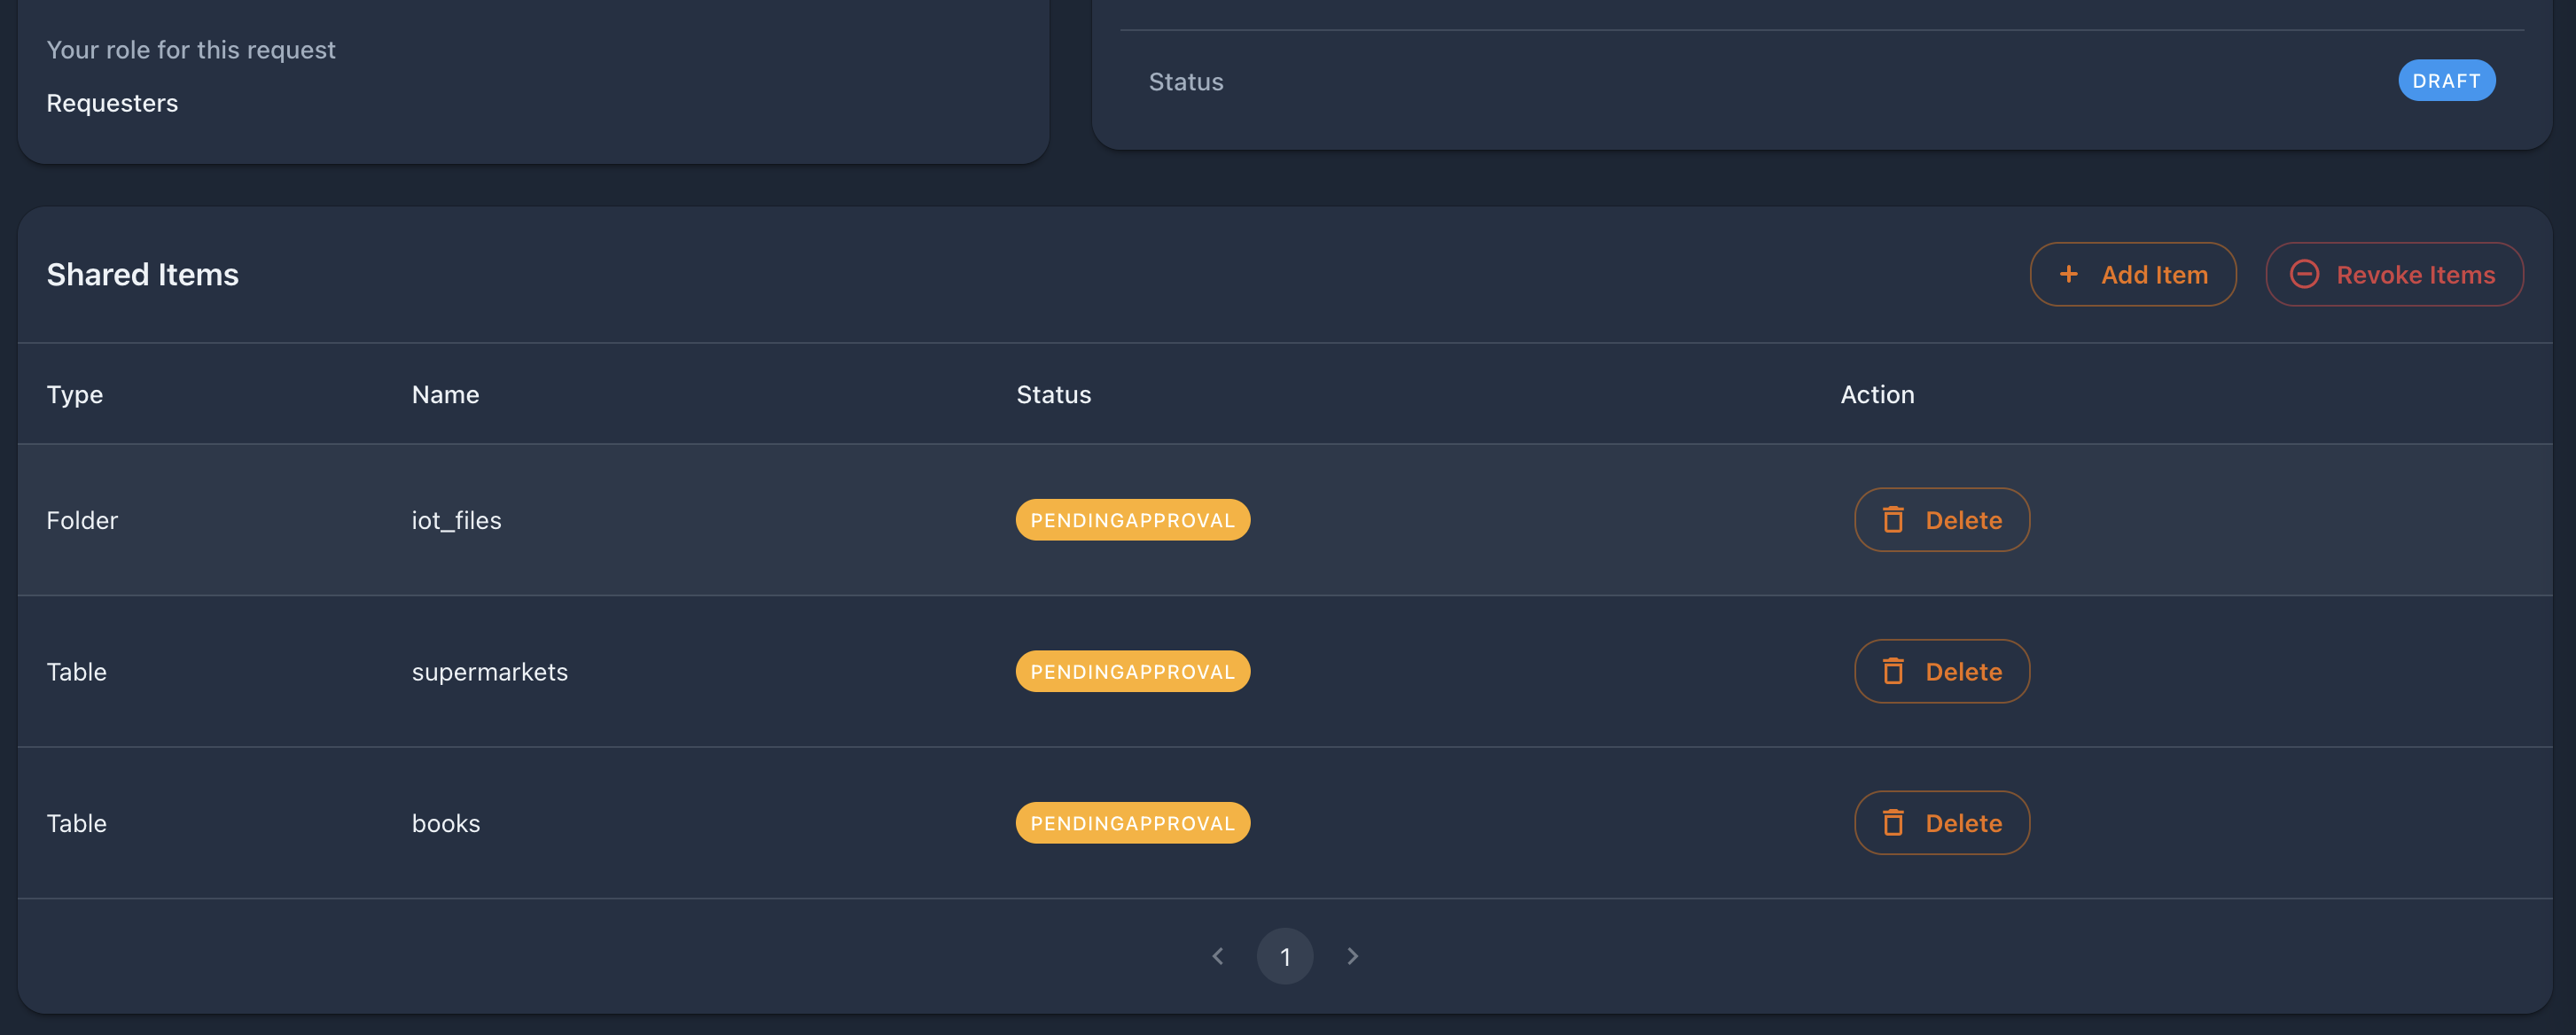 Your role for this request
Requesters
Status DRAFT
Shared Items + Add Item Revoke Items
Type Name Status Action
Folder iot_files PENDINGAPPROVAL Delete
Table supermarkets PENDINGAPPROVAL Delete
Table books PENDINGAPPROVAL Delete
1